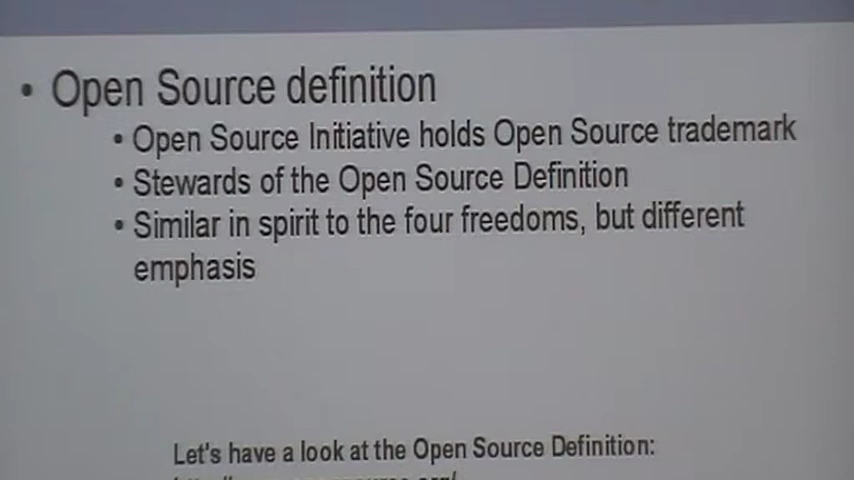 • Open Source definition
• Open Source Initiative holds Open Source trademark
• Stewards of the Open Source Definition
• Similar in spirit to the four freedoms, but different
emphasis
Let's have a look at the Open Source Definition: